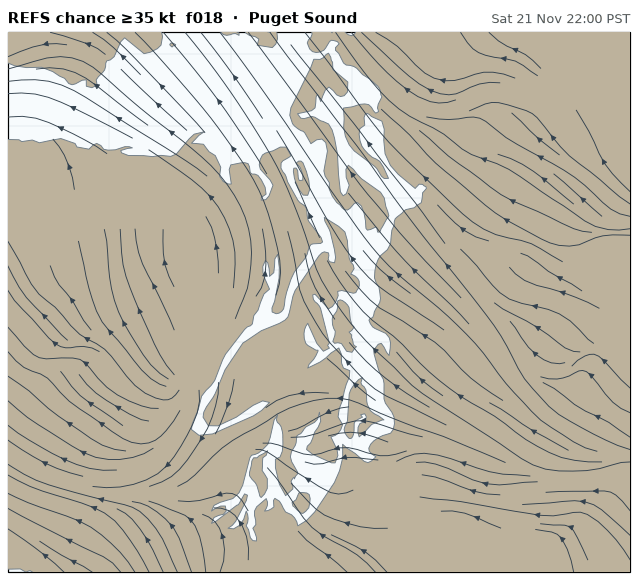 REFS chance ≥35 kt f018 · Puget Sound
Sat 21 Nov 22:00 PST